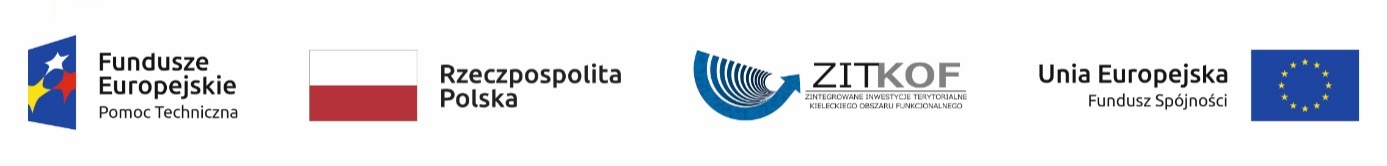 Fundusze
Europejskie
Pomoc Techniczna
Rzeczpospolita
Polska
ZITKOF
ZINTEGROWANE INWESTYCJE TERYTORIALNE
KIELECKIEGO OBSZARU FUNKCJONALNEGO
Unia Europejska
Fundusz Spójności